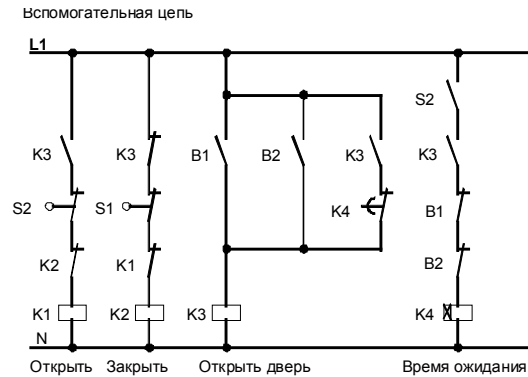 Вспомогательная цепь
L1
S2
K3 K3 B1 B2 K3 K3
S2 S1 K4 B1
K2 K1 B2
K1 K2 K3 K4
N
Открыть Закрыть Открыть дверь Время ожидания